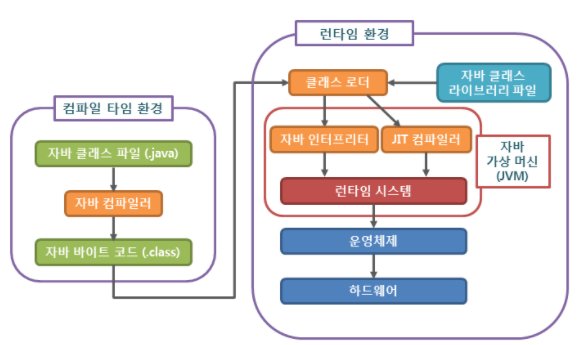 컴파일 타임 환경
자바 클래스 파일 (.java)
자바 컴파일러
자바 바이트 코드 (.class)
런타임 환경
클래스 로더
자바 클래스
라이브러리 파일
자바 인터프리터
JIT 컴파일러
자바
가상 머신
(JVM)
런타임 시스템
운영체제
하드웨어